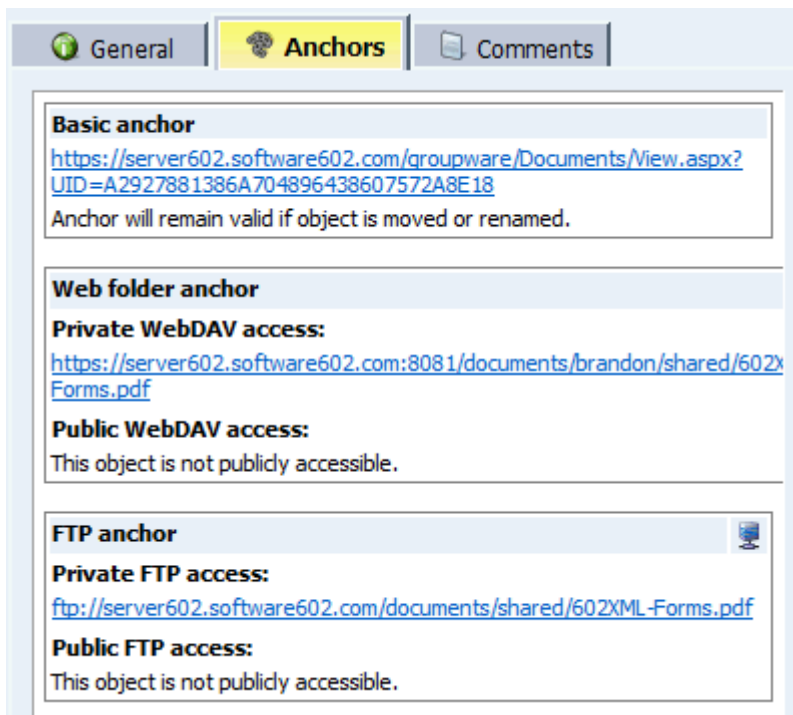 General Anchors Comments
Basic anchor
https://server602.software602.com/groupware/Documents/View.aspx?
UID=A2927881386A704896438607572A8E18
Anchor will remain valid if object is moved or renamed.
Web folder anchor
Private WebDAV access:
https://server602.software602.com:8081/documents/brandon/shared/602X
Forms.pdf
Public WebDAV access:
This object is not publicly accessible.
FTP anchor
Private FTP access:
ftp://server602.software602.com/documents/shared/602XML-Forms.pdf
Public FTP access:
This object is not publicly accessible.